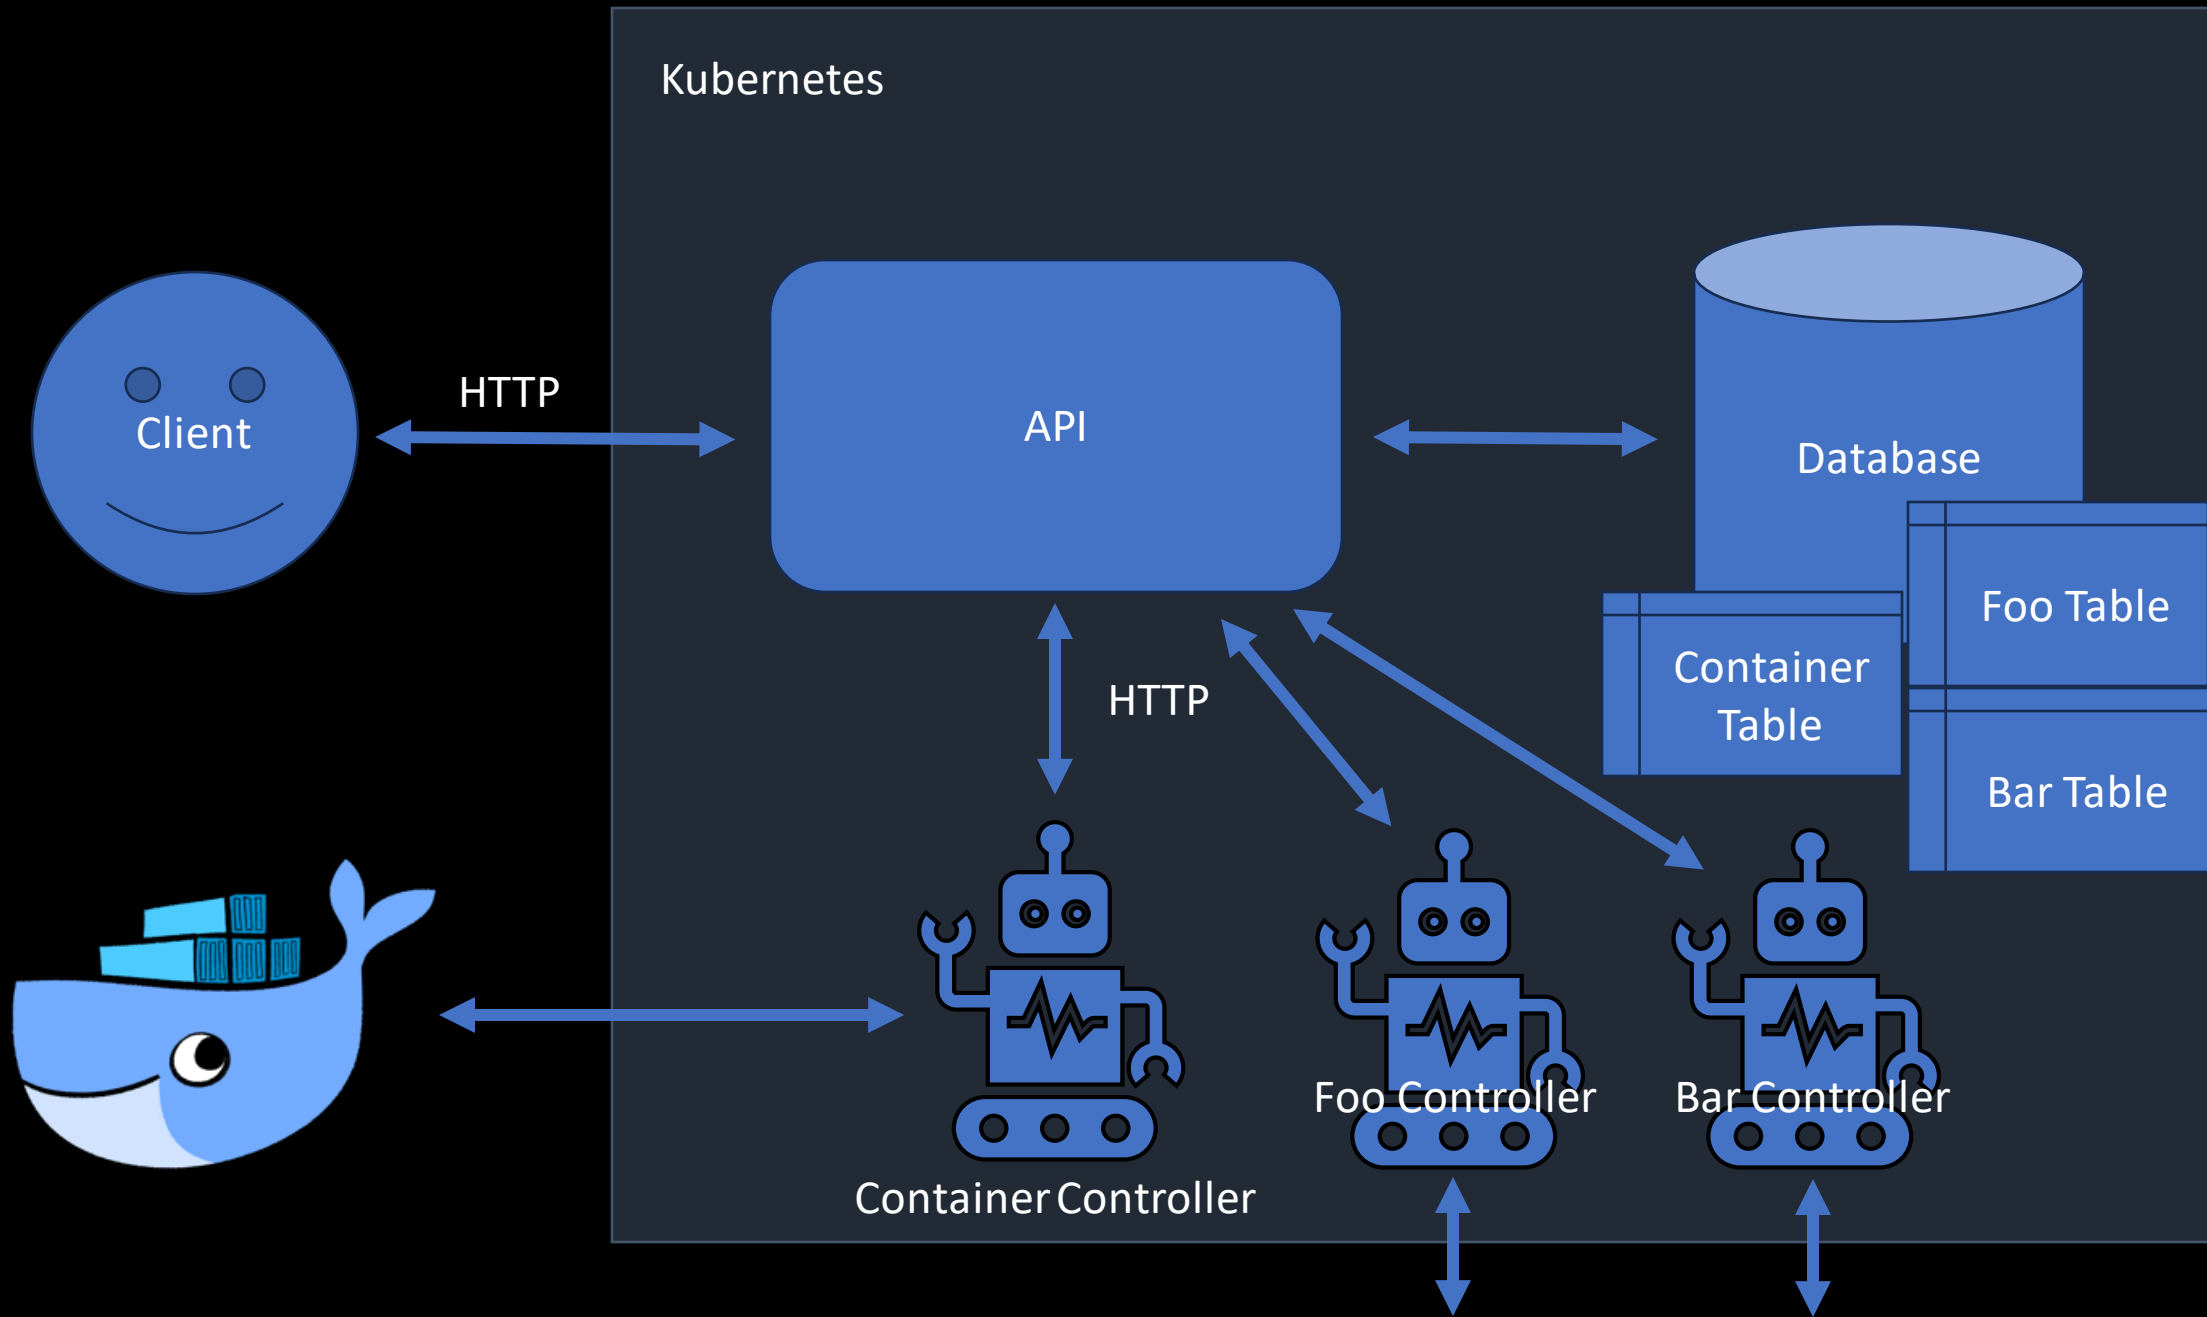 Kubernetes
HTTP
Client
API
Database
Foo Table
Container
Table
HTTP
Bar Table
Foo Controller
Bar Controller
Container Controller